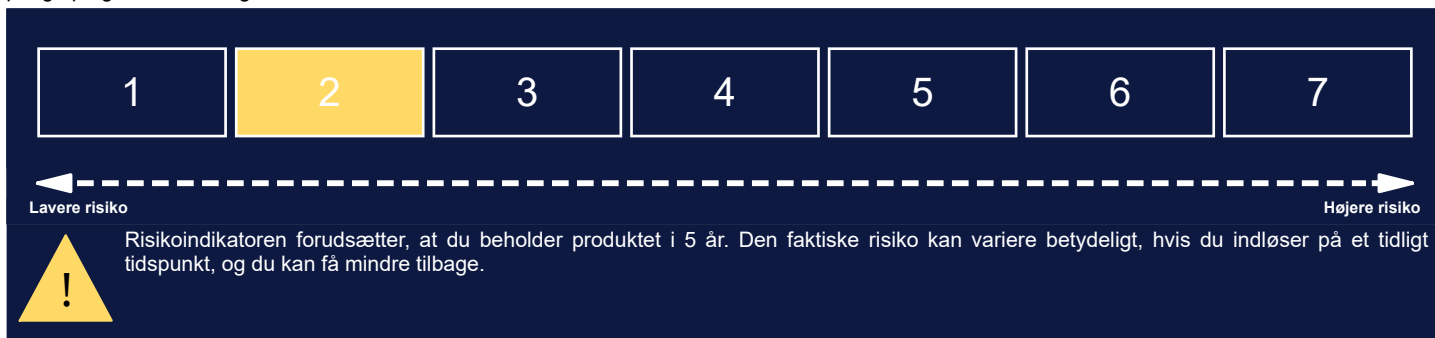 1 2 3 4 5 6 7
Lavere risiko Højere risiko
Risikoindikatoren forudsætter, at du beholder produktet i 5 år. Den faktiske risiko kan variere betydeligt, hvis du indløser på et tidligt
tidspunkt, og du kan få mindre tilbage.
!